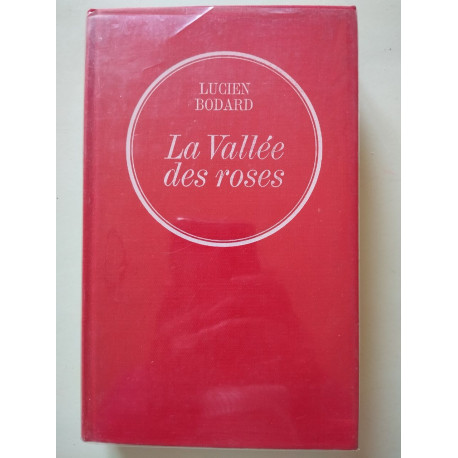 LUCIEN
BODARD
La Vallée
des roses